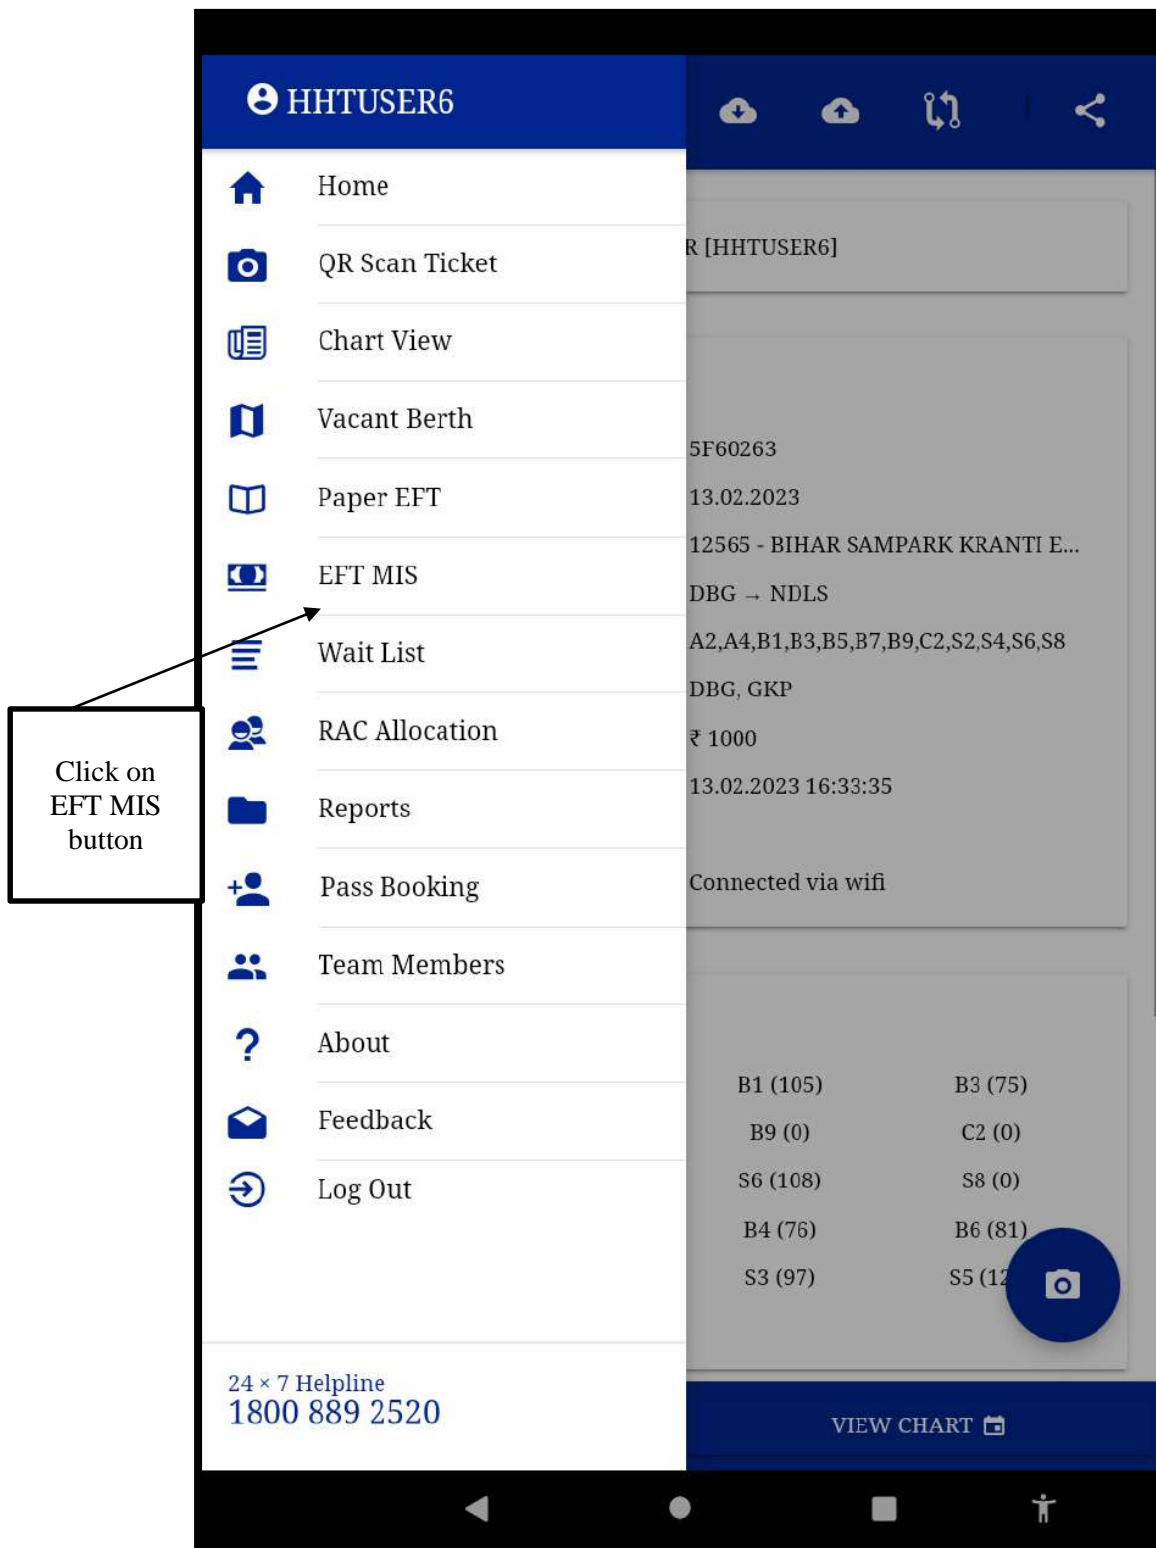 HHTUSER6
Home
QR Scan Ticket
Chart View
Vacant Berth
Paper EFT
EFT MIS
Wait List
RAC Allocation
Reports
Pass Booking
Team Members
About
Feedback
Log Out
24 × 7 Helpline
1800 889 2520
Click on
EFT MIS
button
R [HHTUSER6]
5F60263
13.02.2023
12565 - BIHAR SAMPARK KRANTI E...
DBG → NDLS
A2,A4,B1,B3,B5,B7,B9,C2,S2,S4,S6,S8
DBG, GKP
₹ 1000
13.02.2023 16:33:35
Connected via wifi
B1 (105) B3 (75)
B9 (0) C2 (0)
S6 (108) S8 (0)
B4 (76) B6 (81)
S3 (97) S5 (12
VIEW CHART